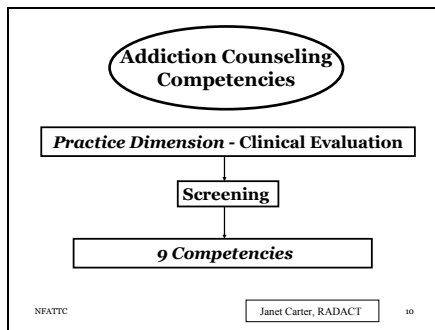 Addiction Counseling
Competencies
Practice Dimension - Clinical Evaluation
Screening
9 Competencies
NFATTC
Janet Carter, RADACT
10